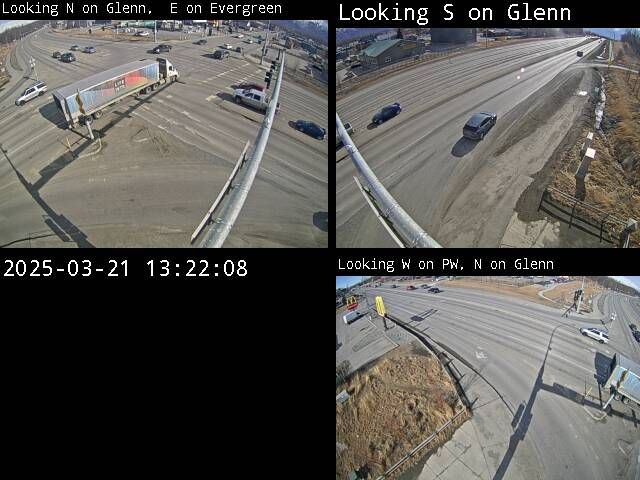 Looking N on Glenn,  E on Evergreen
Looking S on Glenn
2025-03-21 13:22:08
Looking W on PW, N on Glenn